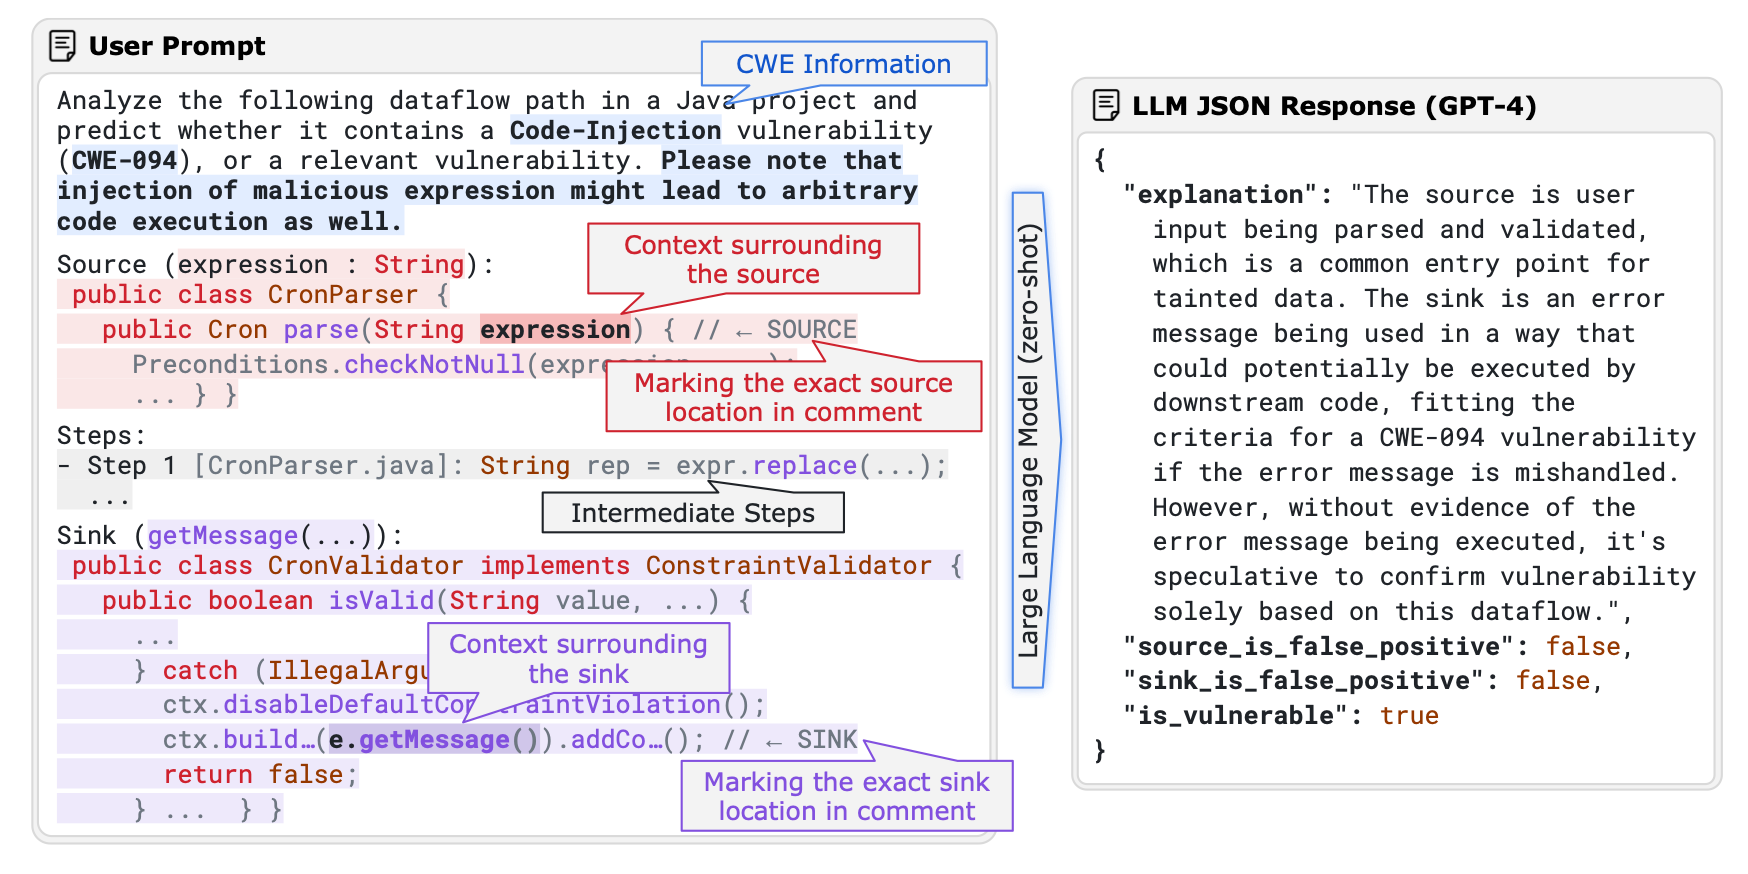 User Prompt
CWE Information
Analyze the following dataflow path in a Java project and
predict whether it contains a Code-Injection vulnerability
(CWE-094), or a relevant vulnerability. Please note that
injection of malicious expression might lead to arbitrary
code execution as well.
Source (expression : String):
public class CronParser {
public Cron parse(String expression) { // ← SOURCE
Preconditions.checkNotNull(
... } }
Context surrounding
the source
Marking the exact source
location in comment
Steps:
- Step 1 [CronParser.java]: String rep = expr.replace(...);
...
Intermediate Steps
Sink (getMessage(...)):
public class CronValidator implements ConstraintValidator {
public boolean isValid(String value, ...) {
...
} catch (
ctx.
();
ctx.build…(e.getMessage()).addCo…(); // ← SINK
return false;
} ... } }
Context surrounding
the sink
Marking the exact sink
location in comment
Large Language Model (zero-shot)
LLM JSON Response (GPT-4)
{
"explanation": "The source is user
input being parsed and validated,
which is a common entry point for
tainted data. The sink is an error
message being used in a way that
could potentially be executed by
downstream code, fitting the
criteria for a CWE-094 vulnerability
if the error message is mishandled.
However, without evidence of the
error message being executed, it's
speculative to confirm vulnerability
solely based on this dataflow.",
"source_is_false_positive": false,
"sink_is_false_positive": false,
"is_vulnerable": true
}